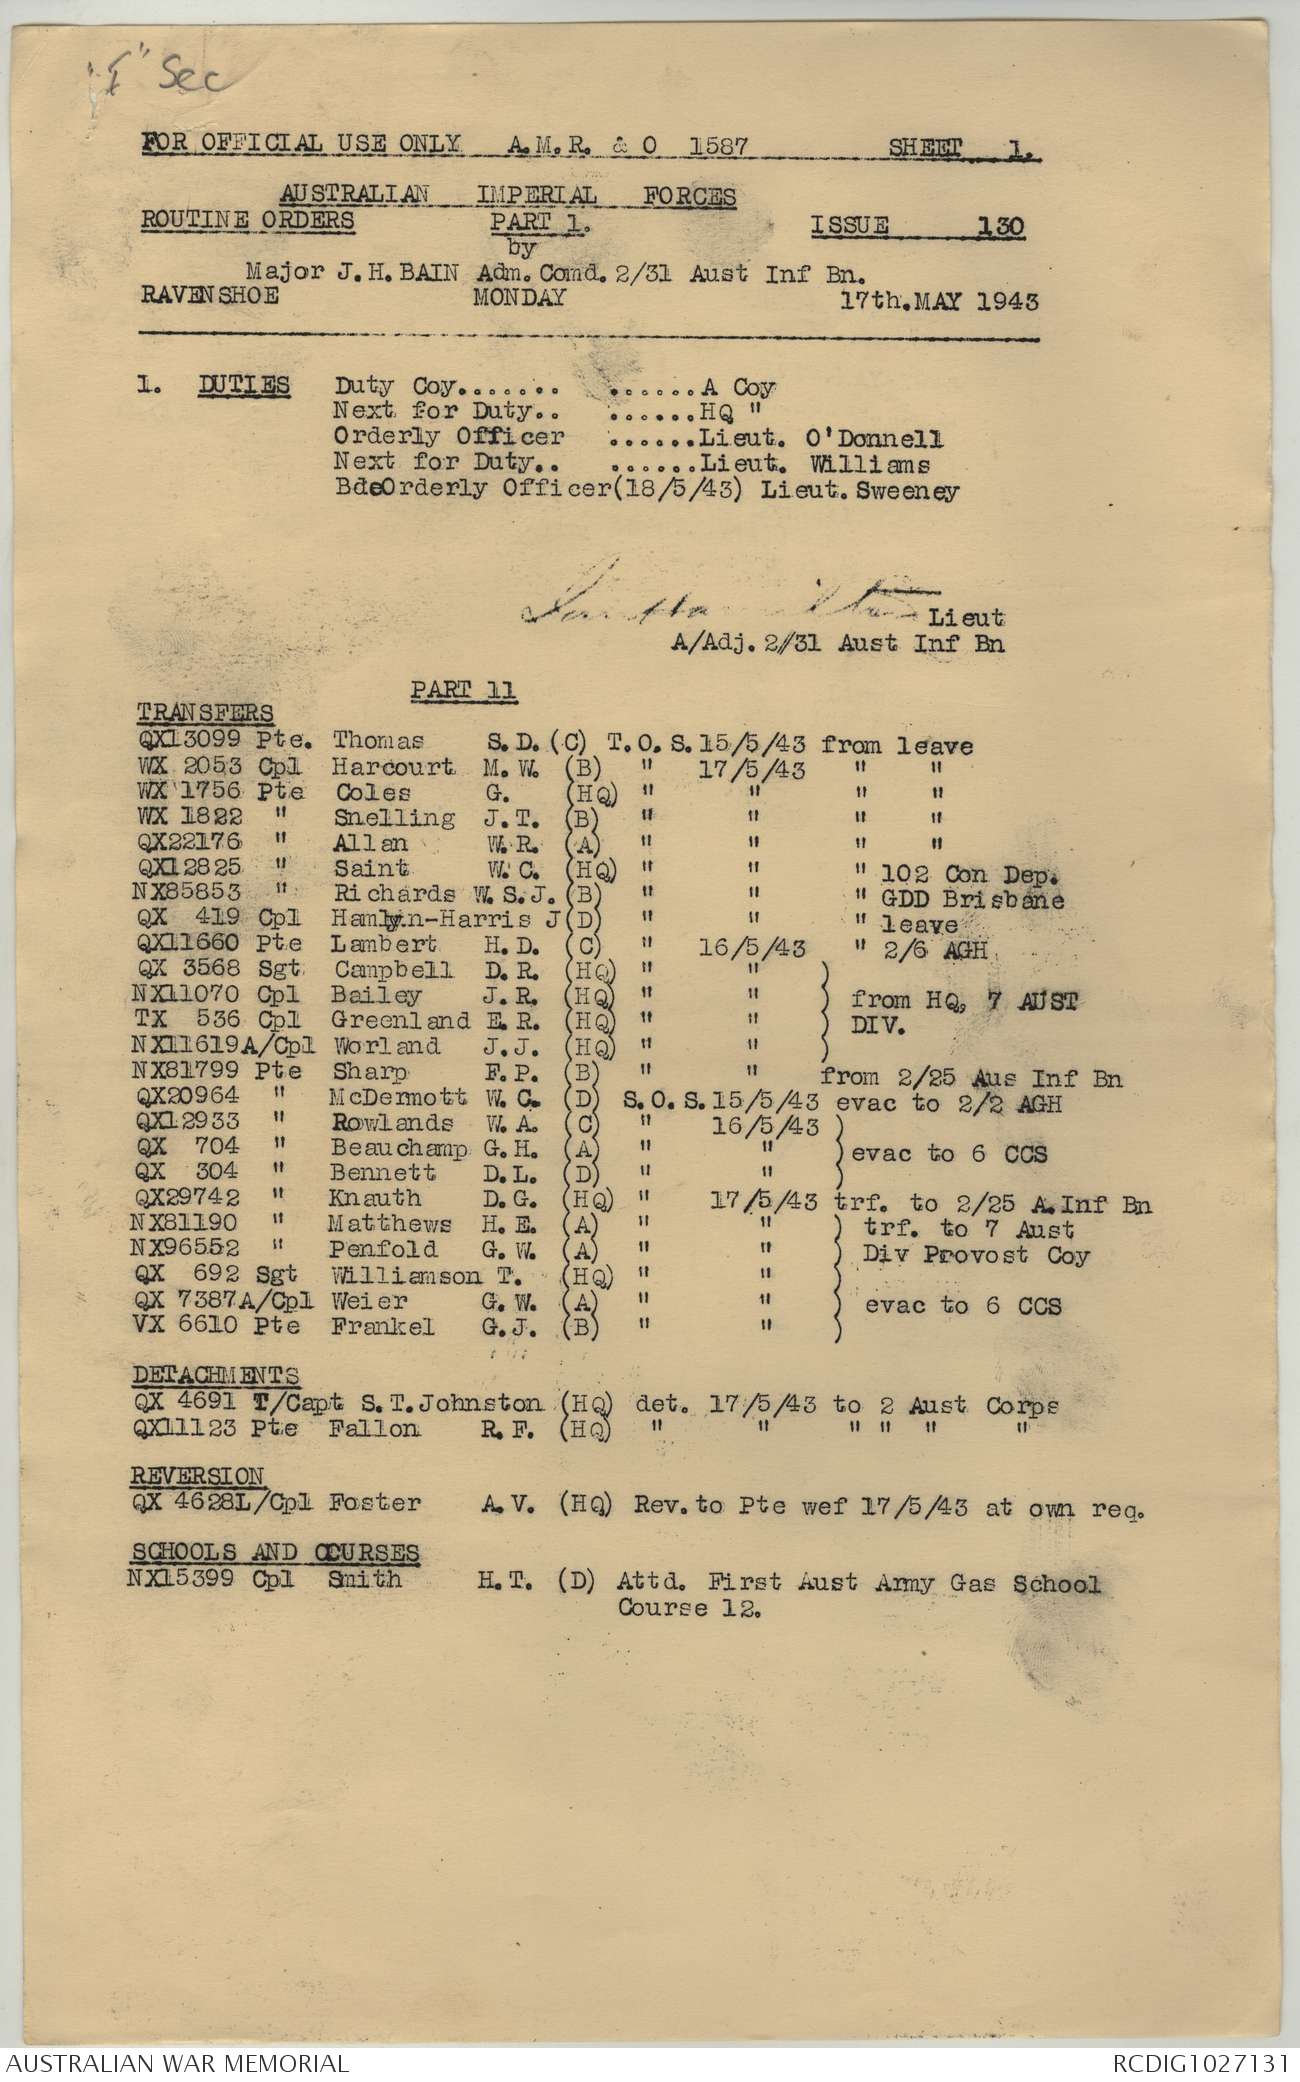 "I" Sec
FOR OFFICIAL USE ONLY A.M.R. & O 1587 SHEET 1.
AUSTRALIAN IMPERIAL FORCES
ROUTINE ORDERS PART 1. ISSUE 130
by
Major J.H.BAIN Adm.Comd.2/31 Aust Inf Bn.
RAVENSHOE MONDAY 17th.MAY 1943
1. DUTIES Duty Coy....... ......A Coy
Next for Duty.. ......HQ "
Orderly Officer ......Lieut. O'Donnell
Next for Duty.. ......Lieut. Williams
BdeOrderly Officer(18/5/43) Lieut.Sweeney
Lieut
A/Adj.2/31 Aust Inf Bn
PART 11
TRANSFERS
QX13099 Pte. Thomas S.D.(C) T.O.S.15/5/43 from leave
WX 2053 Cpl Harcourt M.W. (B) " 17/5/43 " "
WX 1756 Pte Coles G. (HQ) " " " "
WX 1822 " Snelling J.T. (B) " " " "
QX22176 " Allan W.R. (A) " " " "
QX12825 " Saint W.C. (HQ) " " " 102 Con Dep.
NX85853 " Richards W.S.J.(B) " " " GDD Brisbane
QX 419 Cpl Hamlyn-Harris J(D) " " " leave
QX11660 Pte Lambert H.D. (C) " 16/5/43 " 2/6 AGH
QX 3568 Sgt Campbell D.R. (HQ) " " )
NX11070 Cpl Bailey J.R. (HQ) " " ) from HQ, 7 AUST
TX 536 Cpl Greenland E.R. (HQ) " " ) DIV.
NX11619A/Cpl Worland J.J. (HQ) " " )
NX81799 Pte Sharp F.P. (B) " " from 2/25 Aus Inf Bn
QX20964 " McDermott W.C. (D) S.O.S.15/5/43 evac to 2/2 AGH
QX12933 " Rowlands W.A. (C) " 16/5/43 )
QX 704 " Beauchamp G.H. (A) " " )evac to 6 CCS
QX 304 " Bennett D.L. (D) " " )
QX29742 " Knauth D.G. (HQ) " 17/5/43 trf. to 2/25 A.Inf Bn
NX81190 " Matthews H.E. (A) " " ) trf. to 7 Aust
NX96552 " Penfold G.W. (A) " " ) Div Provost Coy
QX 692 Sgt Williamson T. (HQ) " " )
QX 7387A/Cpl Weier G.W. (A) " " ) evac to 6 CCS
VX 6610 Pte Frankel G.J. (B) " " )
DETACHMENTS
QX 4691 T/Capt S.T.Johnston (HQ) det. 17/5/43 to 2 Aust Corps
QX11123 Pte Fallon R.F. (HQ) " " " " " "
REVERSION
QX 4628L/Cpl Foster A.V. (HQ) Rev.to Pte wef 17/5/43 at own req.
SCHOOLS AND COURSES
NX15399 Cpl Smith H.T. (D) Attd. First Aust Army Gas School
Course 12.
AUSTRALIAN WAR MEMORIAL RCDIG1027131